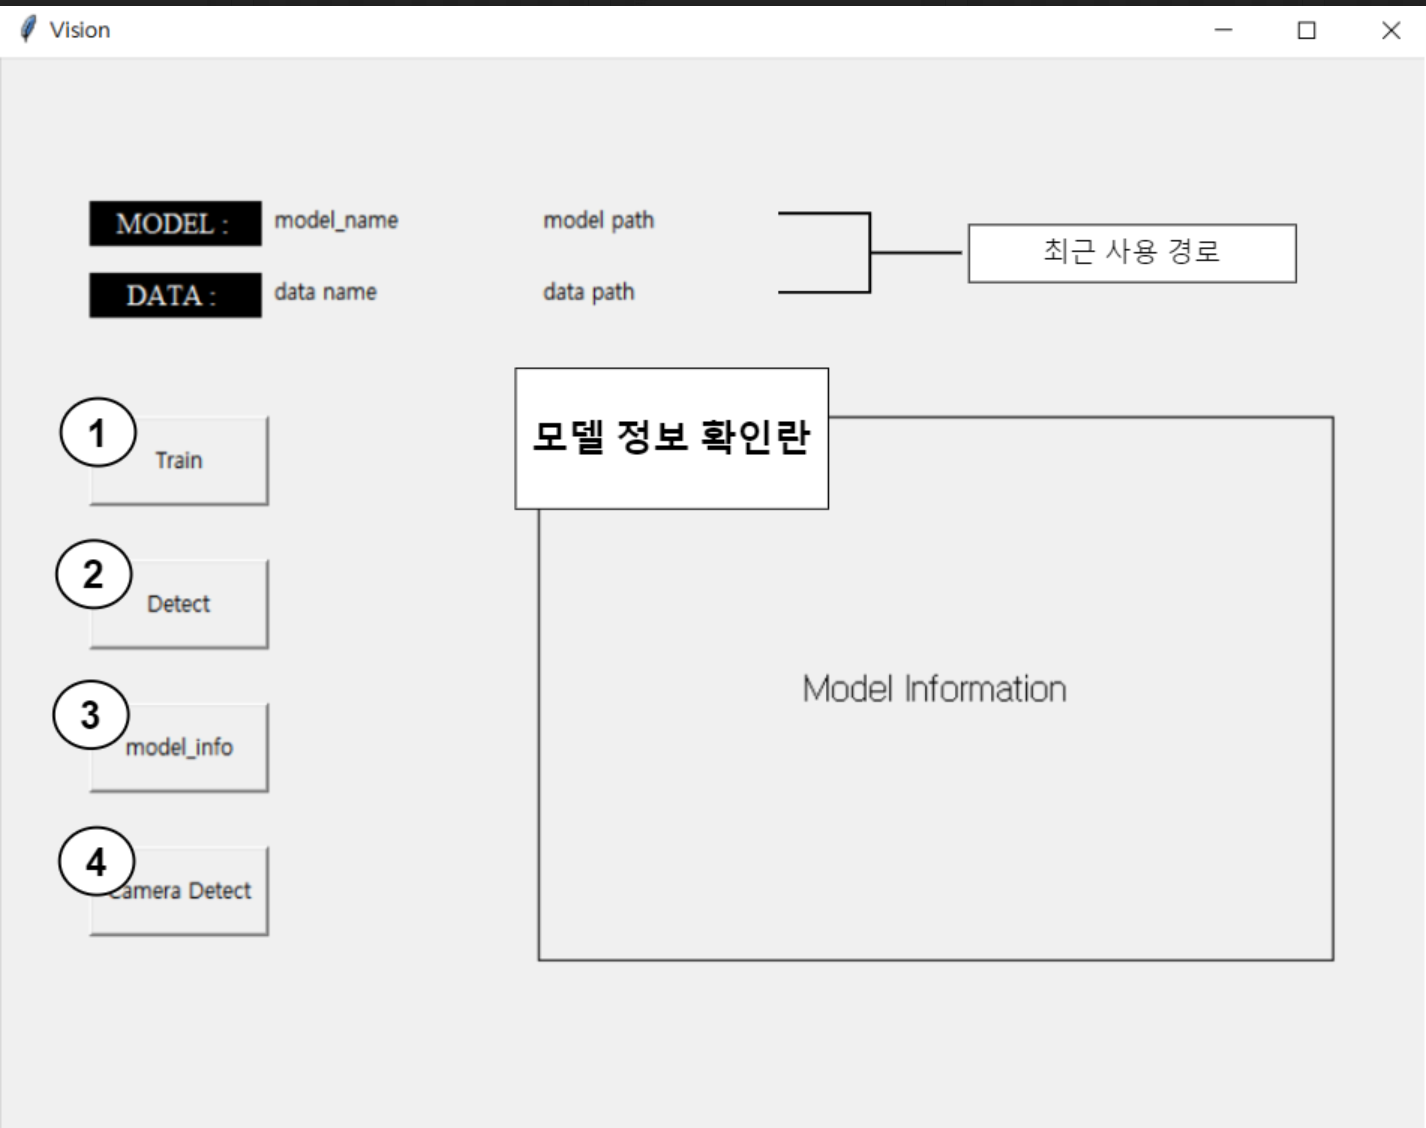 Vision
MODEL : model_name model path
최근 사용 경로
DATA : data name data path
모델 정보 확인란
1
Train
2
Detect
3
model_info
Model Information
4
Camera Detect